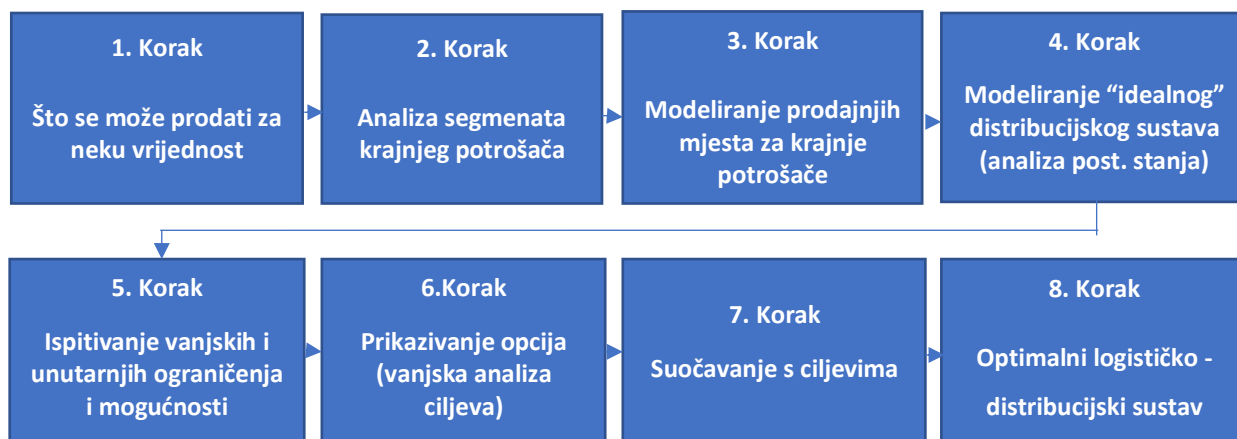 1. Korak
Što se može prodati za
neku vrijednost
2. Korak
Analiza segmenata
krajnjeg potrošača
3. Korak
Modeliranje prodajnjih
mjesta za krajnje
potrošače
4. Korak
Modeliranje “idealnog”
distribucijskog sustava
(analiza post. stanja)
5. Korak
Ispitivanje vanjskih i
unutarnjih ograničenja
i mogućnosti
6.Korak
Prikazivanje opcija
(vanjska analiza
ciljeva)
7. Korak
Suočavanje s ciljevima
8. Korak
Optimalni logističko -
distribucijski sustav